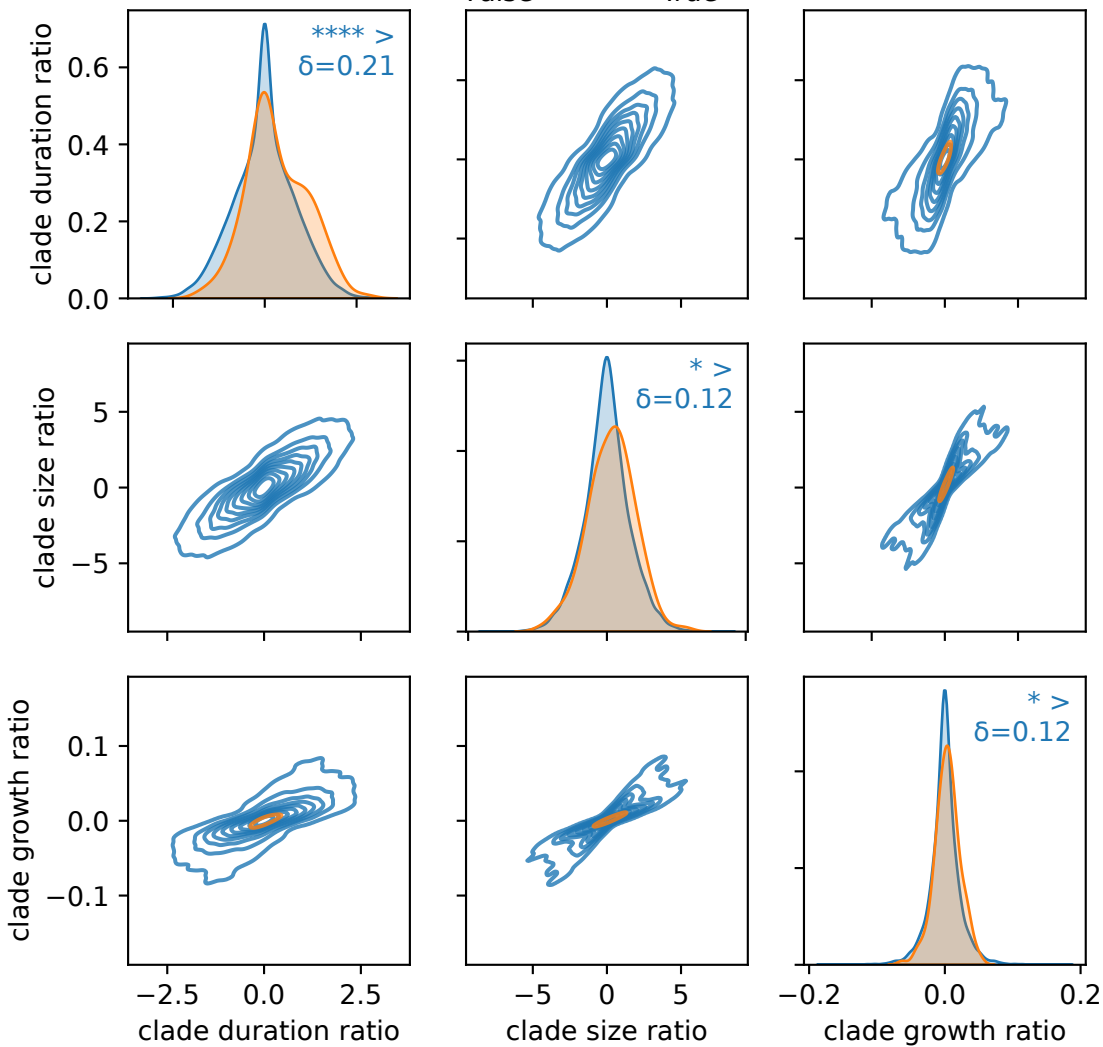 clade duration ratio
0.6
0.4
0.2
0.0
**** >
δ=0.21
clade size ratio
5
0
−5
* >
δ=0.12
clade growth ratio
0.1
0.0
−0.1
* >
δ=0.12
−2.5 0.0 2.5
−5 0 5
−0.2 0.0 0.2
clade duration ratio
clade size ratio
clade growth ratio